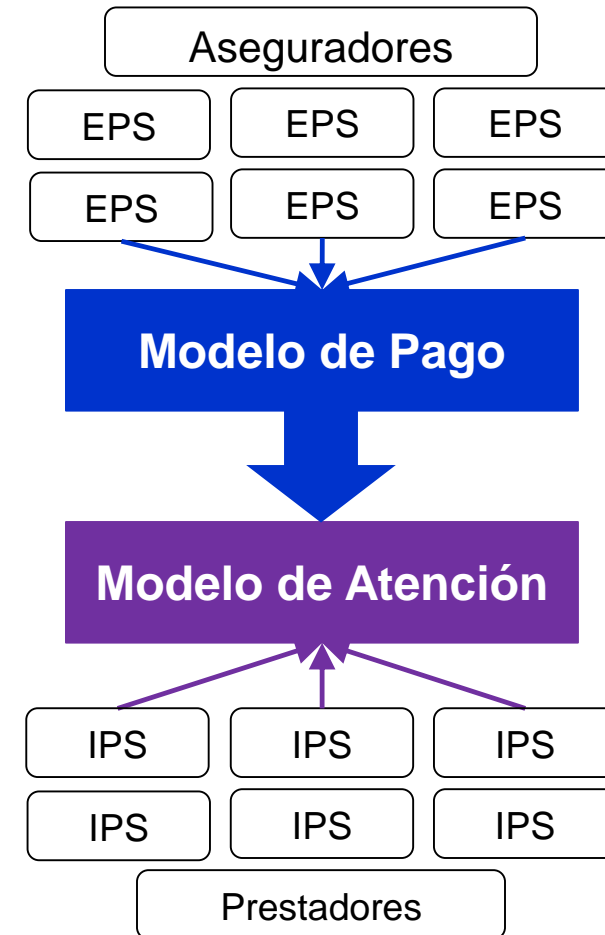 Aseguradores
EPS EPS EPS
EPS EPS EPS
Modelo de Pago
Modelo de Atención
IPS IPS IPS
IPS IPS IPS
Prestadores